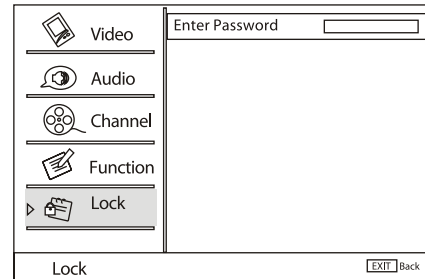 Video
Audio
Channel
Function
Lock
Enter Password
Lock
EXIT Back